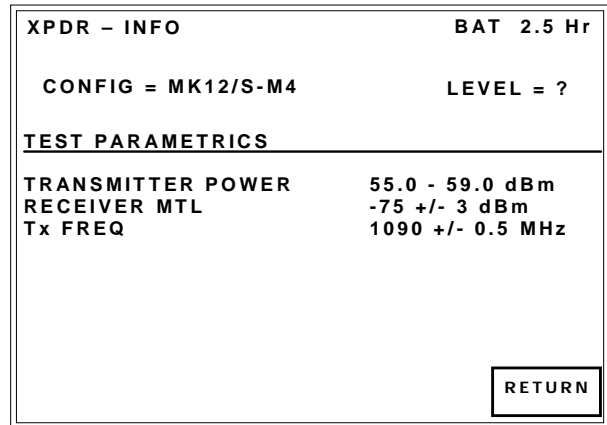 XPDR – INFO BAT 2.5 Hr
CONFIG = MK12/S-M4 LEVEL = ?
TEST PARAMETRICS
TRANSMITTER POWER 55.0 - 59.0 dBm
RECEIVER MTL -75 +/- 3 dBm
Tx FREQ 1090 +/- 0.5 MHz
RETURN